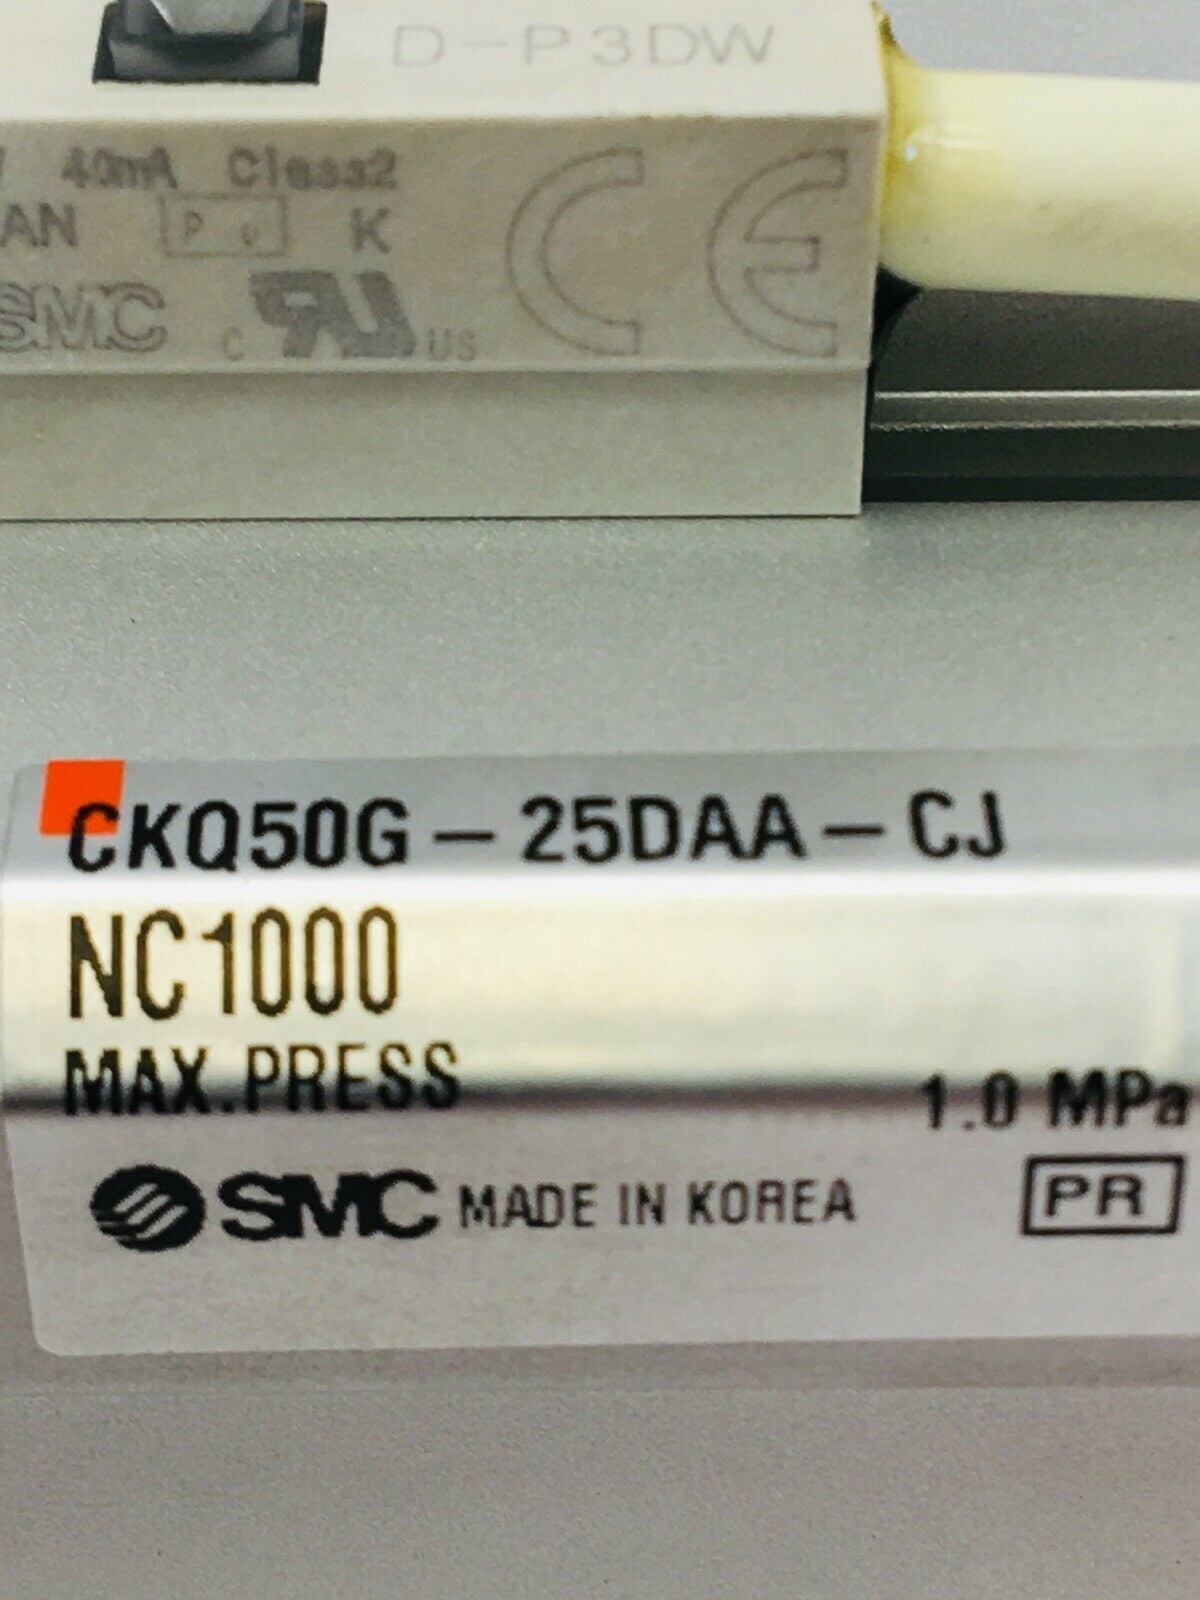 D-P3DW
40mA Class2
AN P K
SMC C US CE
CKQ50G-25DAA-CJ
NC1000
MAX.PRESS 1.0 MPa
SMC MADE IN KOREA PR